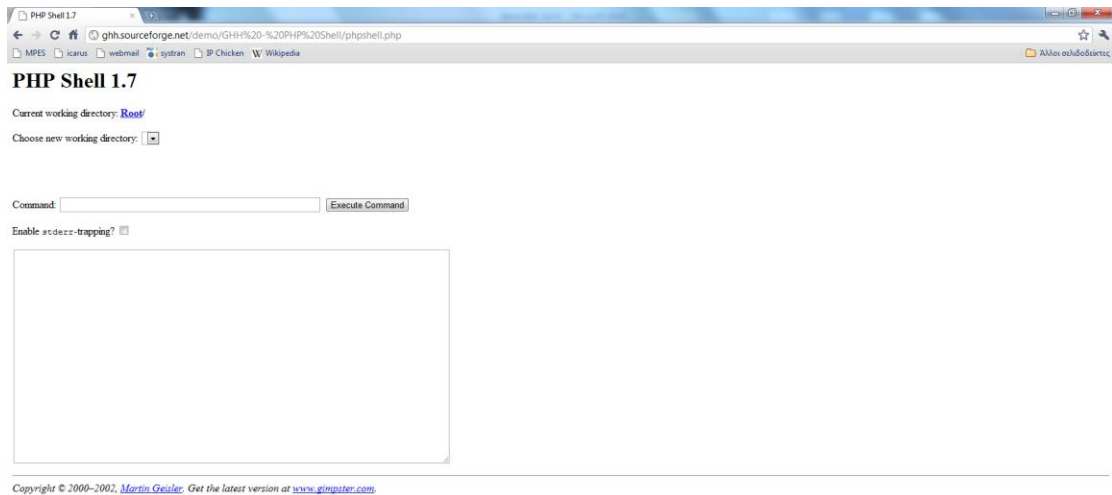 PHP Shell 1.7
ghh.sourceforge.net/demo/GHH%20-%20PHP%20Shell/phpshell.php
MPES icarus webmail systran IP Chicken W Wikipedia Άλλοι σελιδοδείκτες
PHP Shell 1.7
Current working directory: Root/
Choose new working directory:
Command: Execute Command
Enable stderr-trapping?
Copyright © 2000–2002, Martin Geisler. Get the latest version at www.gimpster.com.